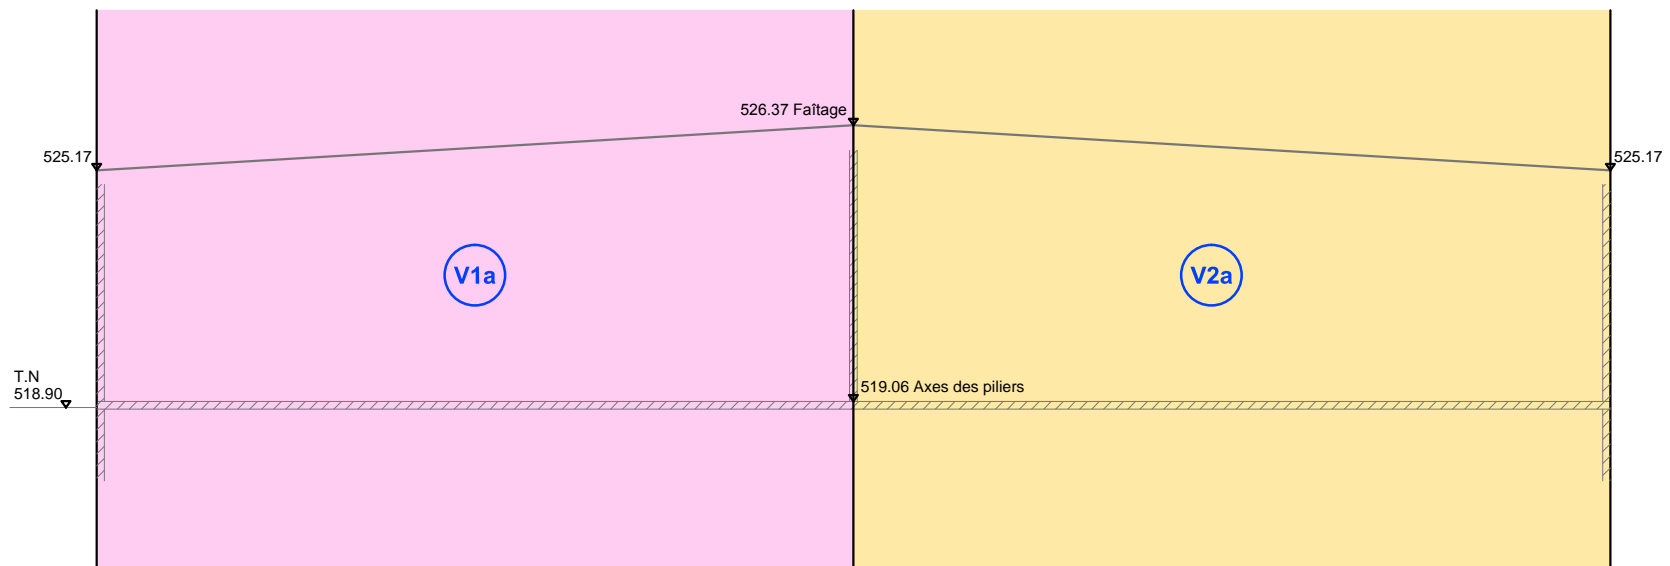 526.37 Faîtage
525.17
525.17
V1a
V2a
T.N
518.90
519.06 Axes des piliers